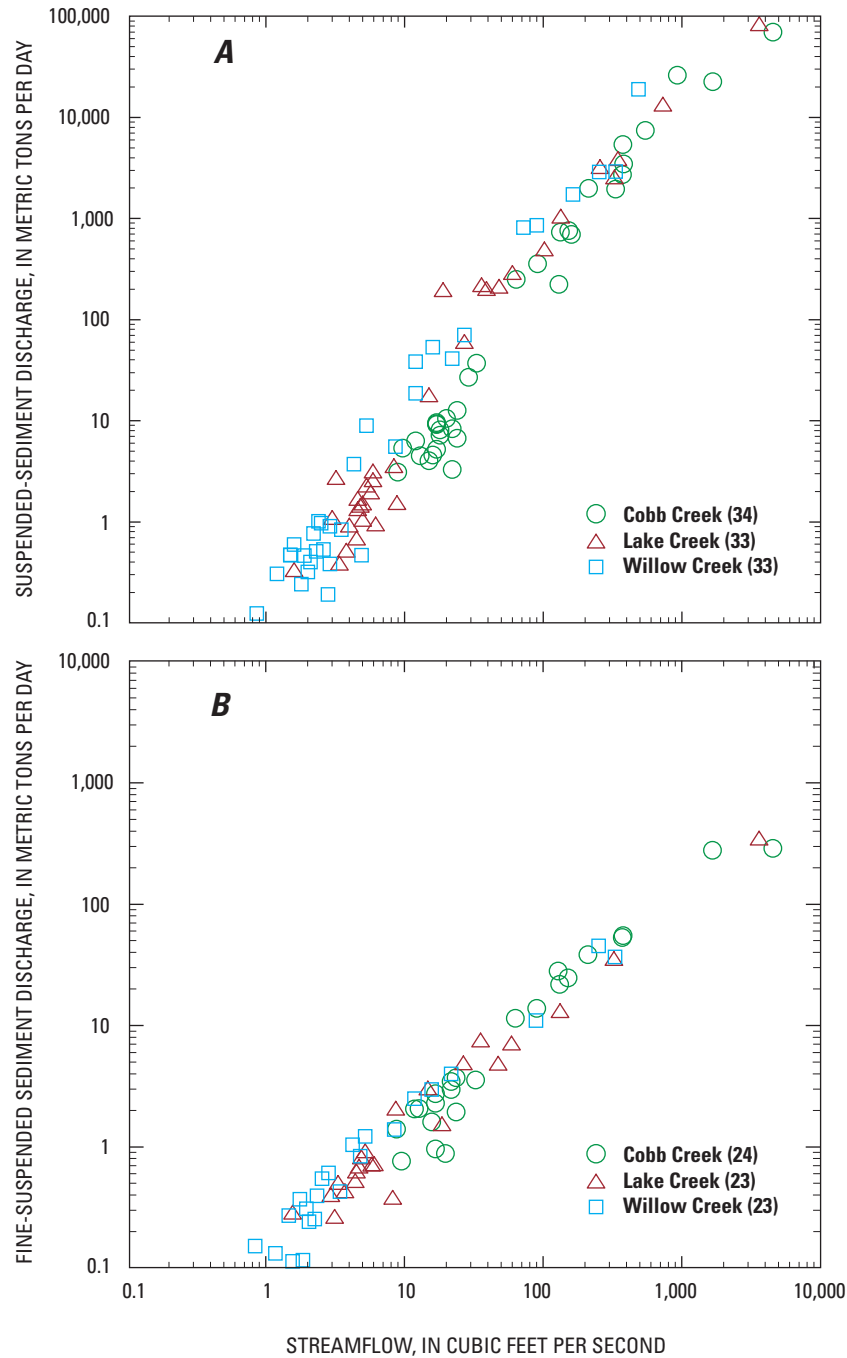 A
SUSPENDED-SEDIMENT DISCHARGE, IN METRIC TONS PER DAY
100,000
10,000
1,000
100
10
1
0.1
Cobb Creek (34)
Lake Creek (33)
Willow Creek (33)
B
FINE-SUSPENDED SEDIMENT DISCHARGE, IN METRIC TONS PER DAY
10,000
1,000
100
10
1
0.1
Cobb Creek (24)
Lake Creek (23)
Willow Creek (23)
0.1 1 10 100 1,000 10,000
STREAMFLOW, IN CUBIC FEET PER SECOND